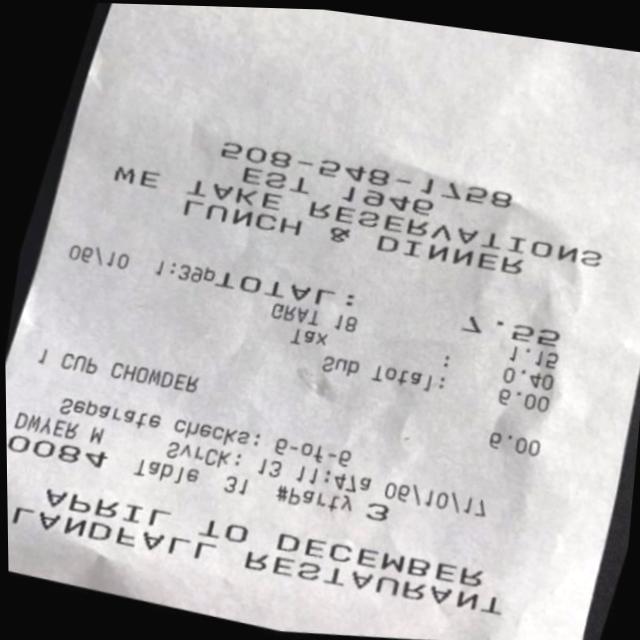 LANDFALL RESTAURANT
APRIL TO DECEMBER
0084 Table 31 #Party 3
DWYER M SvrCk: 13 11:47a 06/10/17
Separate checks: 6-of-6
1 CUP CHOWDER 6.00
Sub Total: 6.00
Tax : 0.40
GRAT 18 1.15
06/10 1:39pTOTAL: 7.55
LUNCH & DINNER
WE TAKE RESERVATIONS
EST 1946
508-548-1758